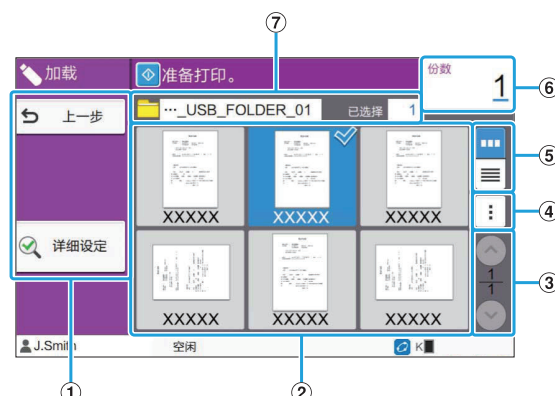 ⑦
加载
准备打印。
份数
1
⑥
上一步
…_USB_FOLDER_01
已选择
1
⑤
XXXXX
XXXXX
XXXXX
④
详细设定
1
1
③
XXXXX
XXXXX
XXXXX
J.Smith
空闲
K
①
②